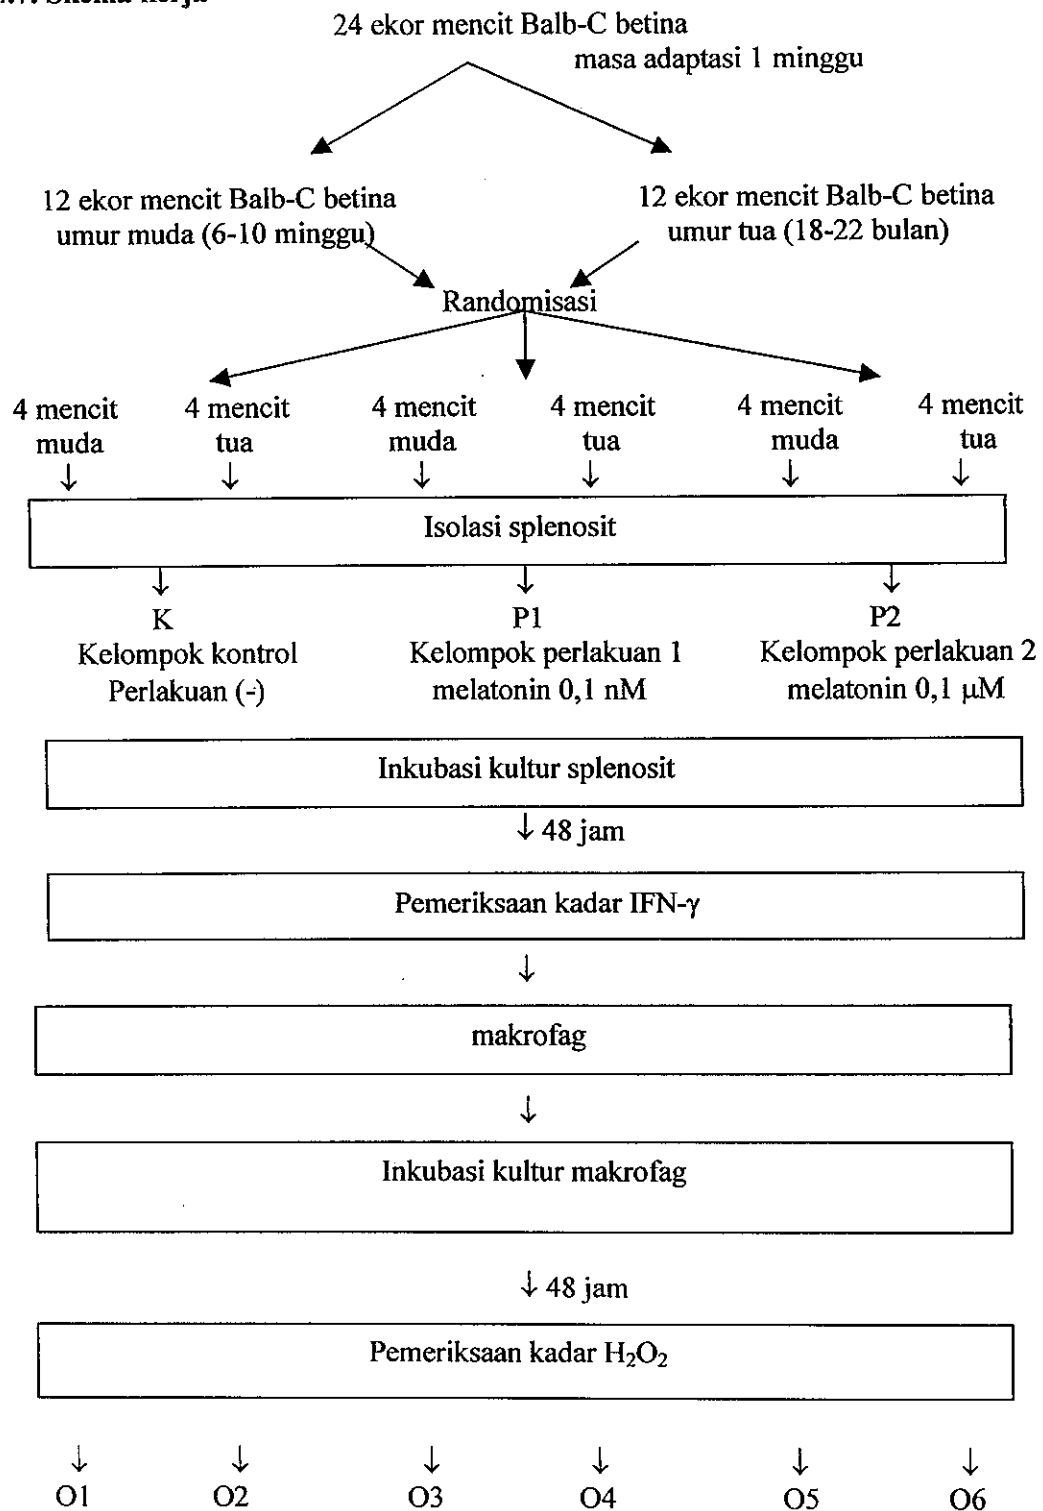 24 ekor mencit Balb-C betina
masa adaptasi 1 minggu
12 ekor mencit Balb-C betina
umur muda (6-10 minggu)
12 ekor mencit Balb-C betina
umur tua (18-22 bulan)
Randomisasi
4 mencit
muda
4 mencit
tua
4 mencit
muda
4 mencit
tua
4 mencit
muda
4 mencit
tua
Isolasi splenosit
K
Kelompok kontrol
Perlakuan (-)
P1
Kelompok perlakuan 1
melatonin 0,1 nM
P2
Kelompok perlakuan 2
melatonin 0,1 µM
Inkubasi kultur splenosit
48 jam
Pemeriksaan kadar IFN-γ
makrofag
Inkubasi kultur makrofag
48 jam
Pemeriksaan kadar H₂O₂
O1 O2 O3 O4 O5 O6